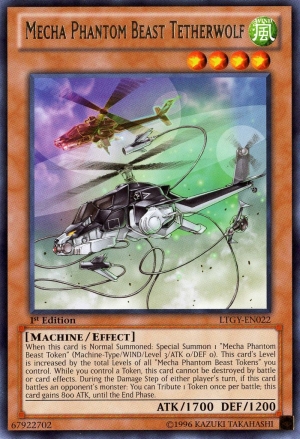 MECHA PHANTOM BEAST TETHERWOLF
風
1st Edition
LTGY-EN022
[MACHINE / EFFECT]
When this card is Normal Summoned: Special Summon 1 "Mecha Phantom
Beast Token" (Machine-Type/WIND/Level 3/ATK 0/DEF 0). This card's Level
is increased by the total Levels of all "Mecha Phantom Beast Tokens" you
control. While you control a Token, this card cannot be destroyed by battle
or card effects. During the Damage Step of either player's turn, if this card
battles an opponent's monster: You can Tribute 1 Token once per battle; this
card gains 800 ATK, until the End Phase.
ATK/1700 DEF/1200
67922702
©1996 KAZUKI TAKAHASHI